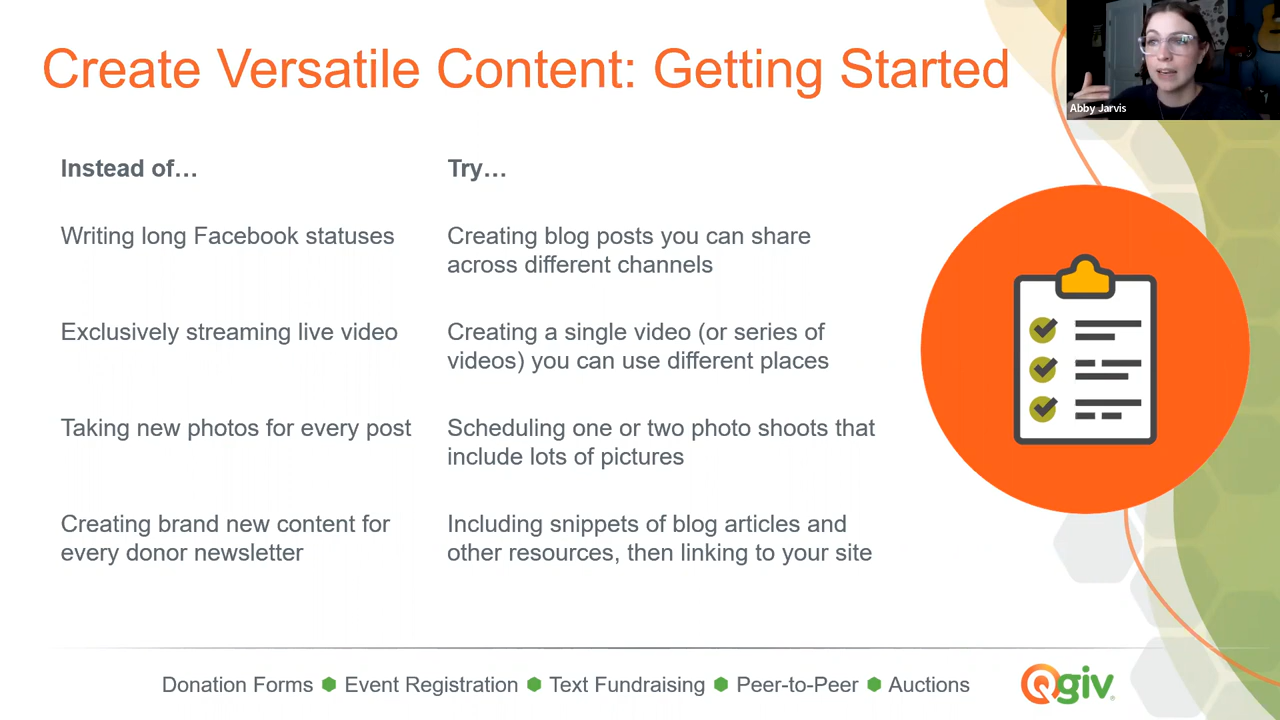 Create Versatile Content: Getting Started
Abby Jarvis
Instead of…
Try…
Writing long Facebook statuses
Creating blog posts you can share
across different channels
Exclusively streaming live video
Creating a single video (or series of
videos) you can use different places
Taking new photos for every post
Scheduling one or two photo shoots that
include lots of pictures
Creating brand new content for
every donor newsletter
Including snippets of blog articles and
other resources, then linking to your site
Donation Forms Event Registration Text Fundraising Peer-to-Peer Auctions
Qgiv®